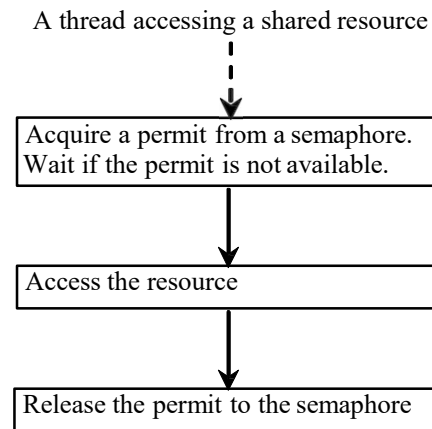 A thread accessing a shared resource
Acquire a permit from a semaphore.
Wait if the permit is not available.
Access the resource
Release the permit to the semaphore